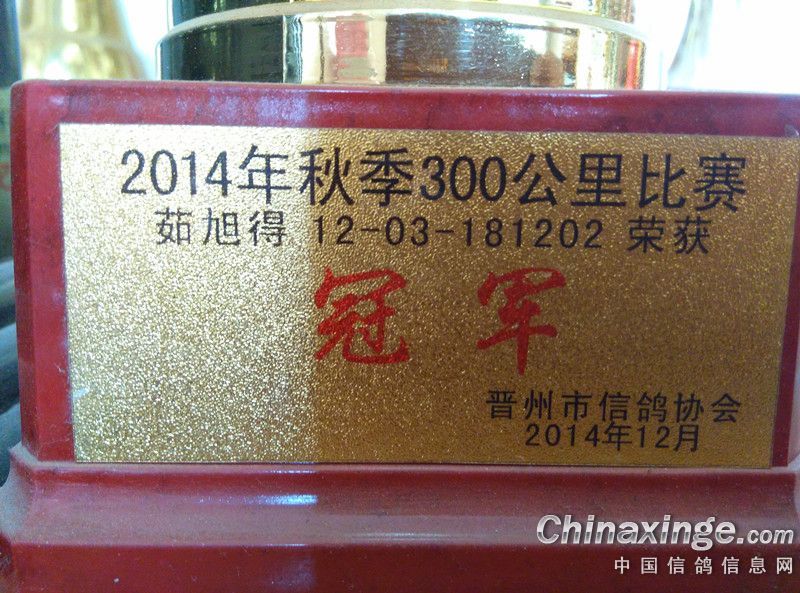 2014年秋季300公里比赛
茹旭得 12-03-181202 荣获
冠军
晋州市信鸽协会
2014年12月
Chinaxinge.com
中国信鸽信息网